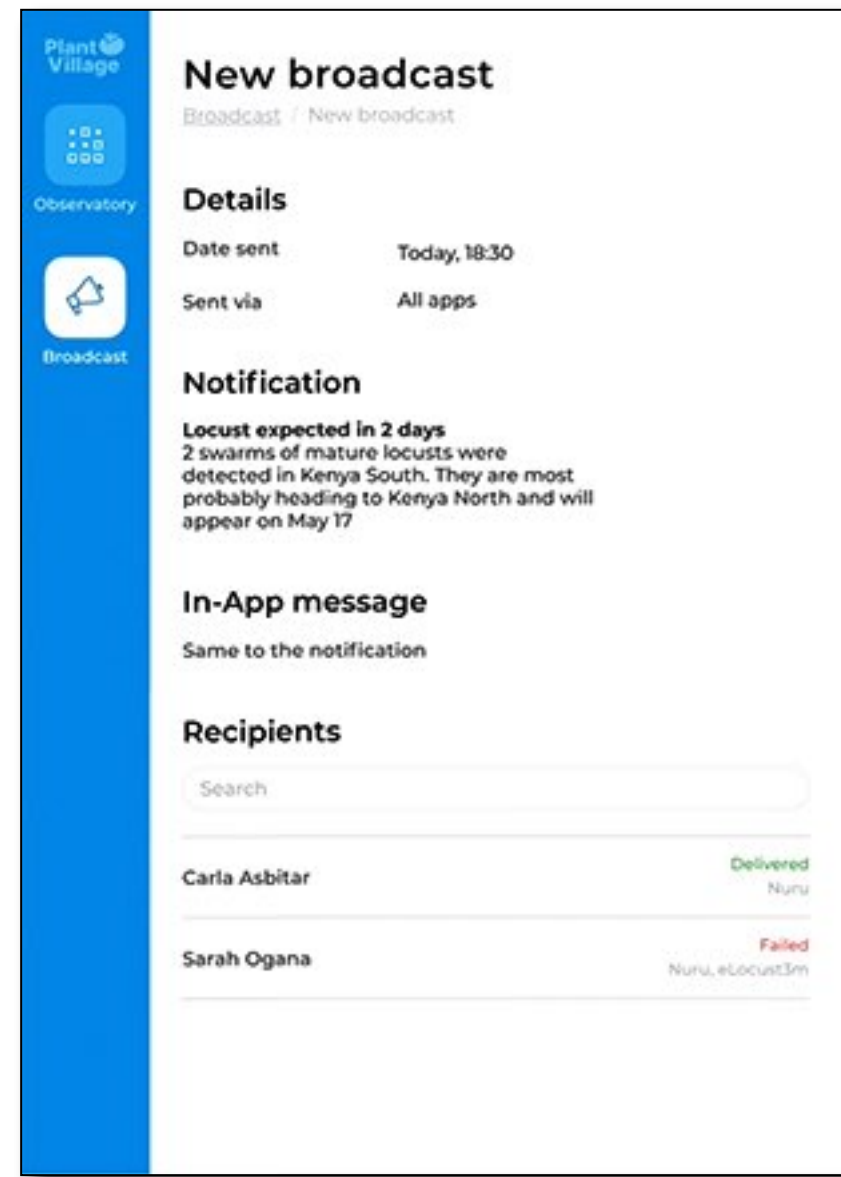 Plant
Village
Observatory
Broadcast
New broadcast
Broadcast / New broadcast
Details
Date sent
Today, 18:30
Sent via
All apps
Notification
Locust expected in 2 days
2 swarms of mature locusts were
detected in Kenya South. They are most
probably heading to Kenya North and will
appear on May 17
In-App message
Same to the notification
Recipients
Search
Carla Asbitar
Delivered
Nuru
Sarah Ogana
Failed
Nuru, eLocust3m